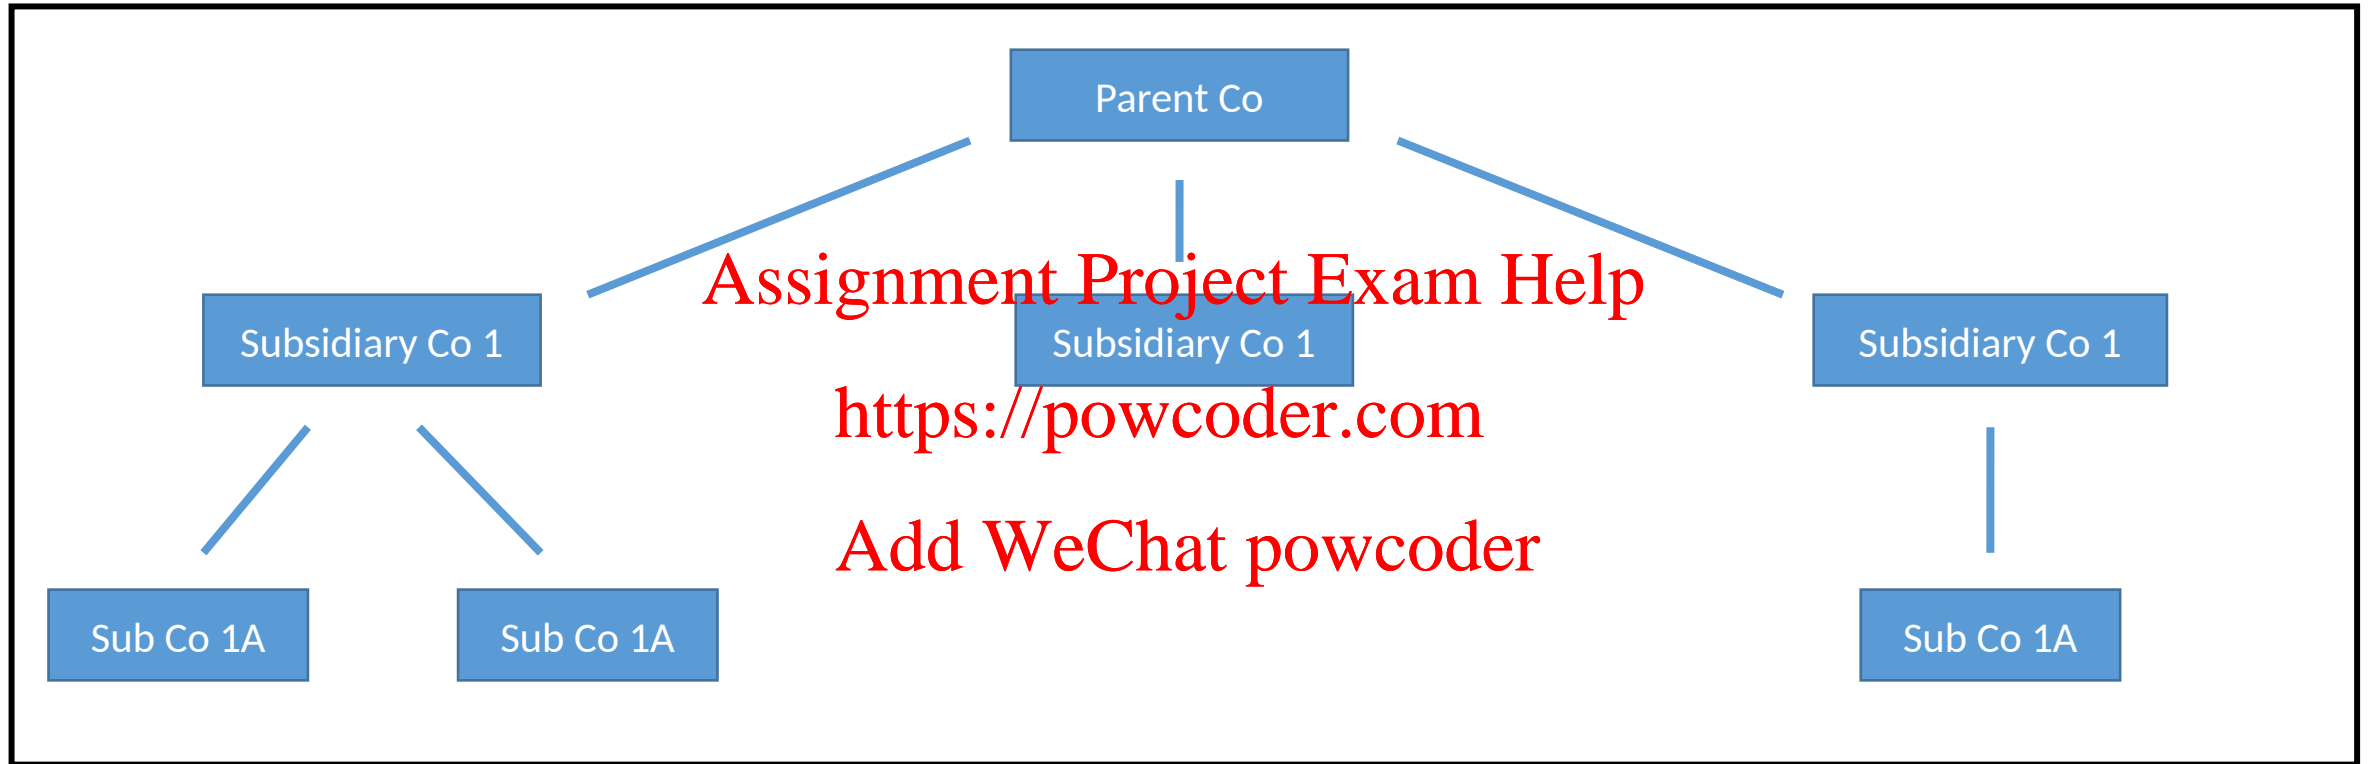 Parent Co
Assignment Project Exam Help
Subsidiary Co 1
Subsidiary Co 1
Subsidiary Co 1
https://powcoder.com
Add WeChat powcoder
Sub Co 1A
Sub Co 1A
Sub Co 1A